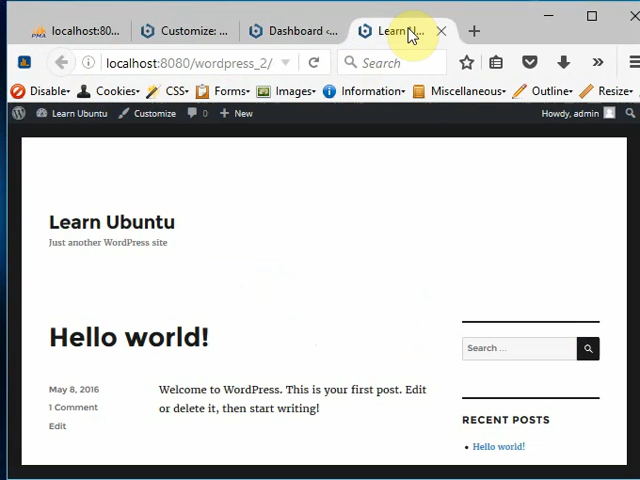 PMA localhost:80... Customize: ... Dashboard <... Learn U...
localhost:8080/wordpress_2/ Search
Disable Cookies CSS Forms Images Information Miscellaneous Outline Resize
Learn Ubuntu Customize 0 New Howdy, admin
Learn Ubuntu
Just another WordPress site
Hello world!
Search ...
May 8, 2016 Welcome to WordPress. This is your first post. Edit
1 Comment or delete it, then start writing!
Edit
RECENT POSTS
Hello world!